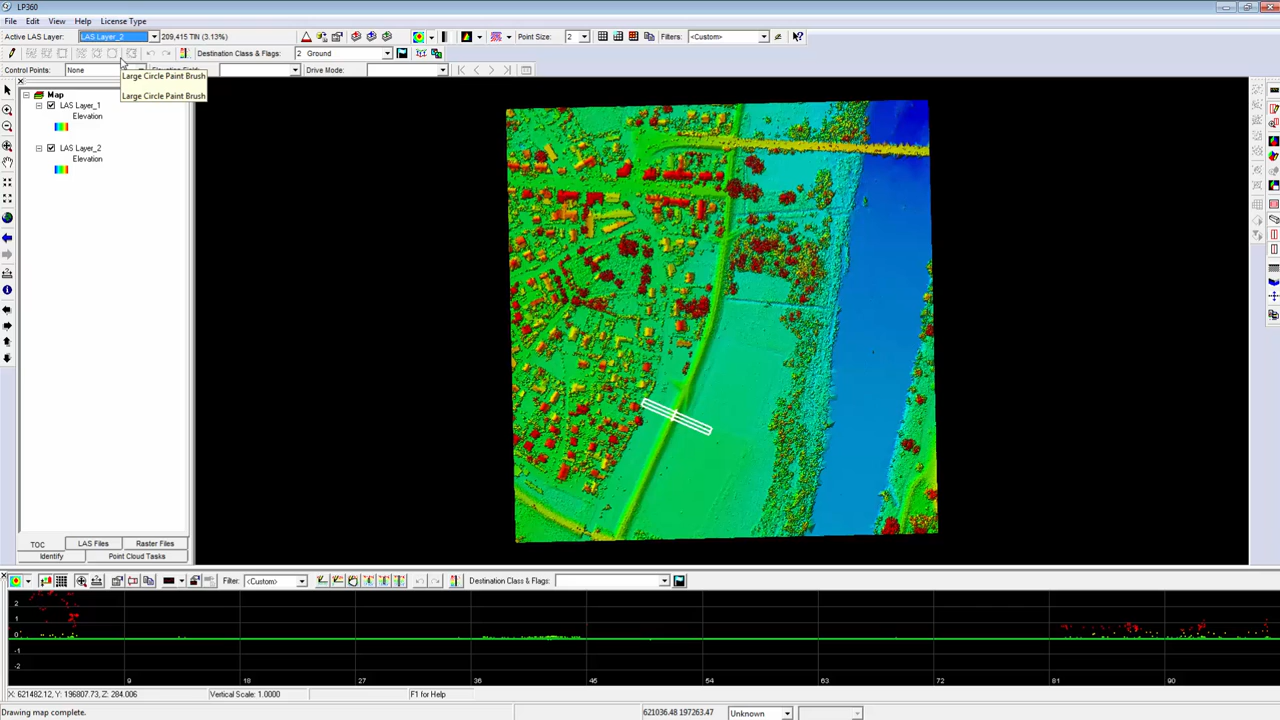 LP360
File Edit View Help License Type
Active LAS Layer: LAS Layer_2 209,415 TIN (3.13%) Point Size: 2 Filters: <Custom>
Destination Class & Flags: 2 Ground
Control Points: None Drive Mode:
Large Circle Paint Brush
Large Circle Paint Brush
Map
LAS Layer_1
Elevation
LAS Layer_2
Elevation
TOC LAS Files Raster Files
Identify Point Cloud Tasks
Filter: <Custom> Destination Class & Flags:
2
1
0
-1
-2
9 18 27 36 45 54 63 72 81 90
X: 621482.12, Y: 196807.73, Z: 284.006 Vertical Scale: 1.0000 F1 for Help
Drawing map complete. 621036.48 197263.47 Unknown